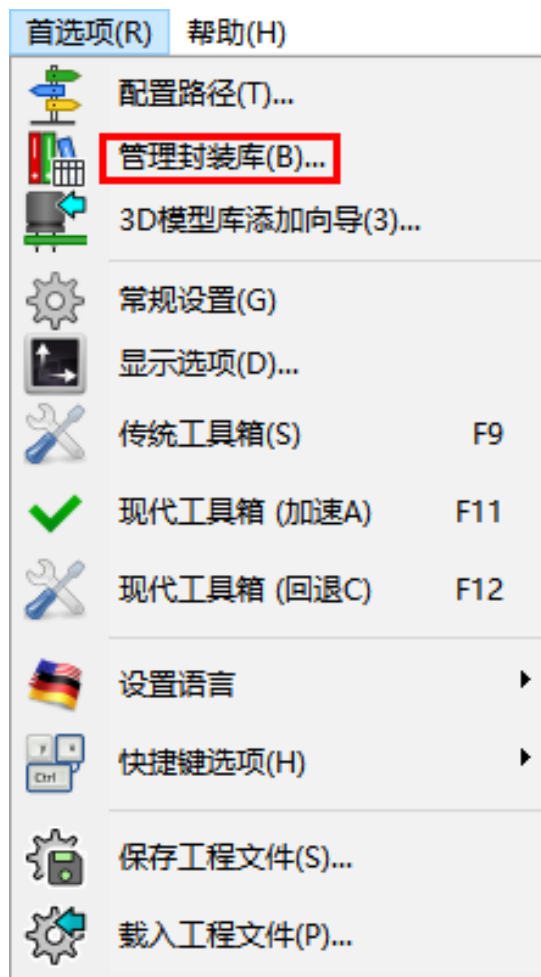 首选项(R) 帮助(H)
配置路径(T)...
管理封装库(B)...
3D模型库添加向导(3)...
常规设置(G)
显示选项(D)...
传统工具箱(S) F9
现代工具箱 (加速A) F11
现代工具箱 (回退C) F12
设置语言
快捷键选项(H)
Ctrl
保存工程文件(S)...
载入工程文件(P)...